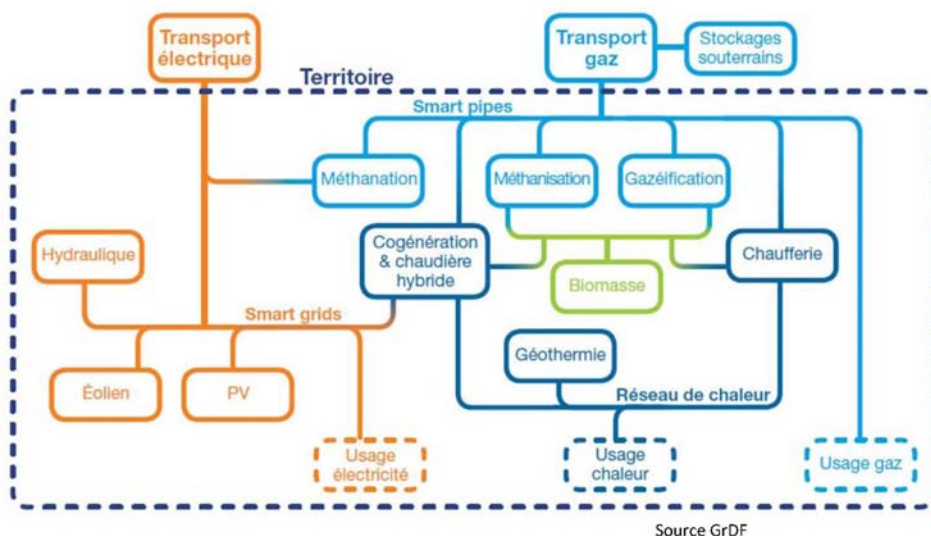 Transport
électrique
Transport
gaz
Stockages
souterrains
Territoire
Smart pipes
Méthanation
Méthanisation
Gazéification
Hydraulique
Cogénération
& chaudière
hybride
Biomasse
Chaufferie
Smart grids
Géothermie
Éolien
PV
Réseau de chaleur
Usage
électricité
Usage
chaleur
Usage gaz
Source GrDF